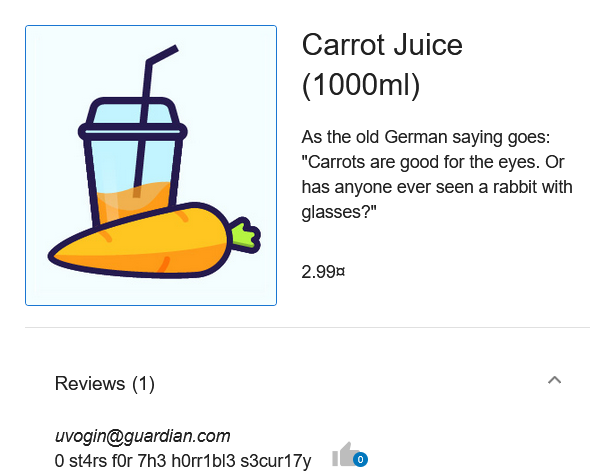 Carrot Juice
(1000ml)
As the old German saying goes:
"Carrots are good for the eyes. Or
has anyone ever seen a rabbit with
glasses?"
2.99¤
Reviews (1)
uvogin@guardian.com
0 st4rs f0r 7h3 h0rr1bl3 s3cur17y
0